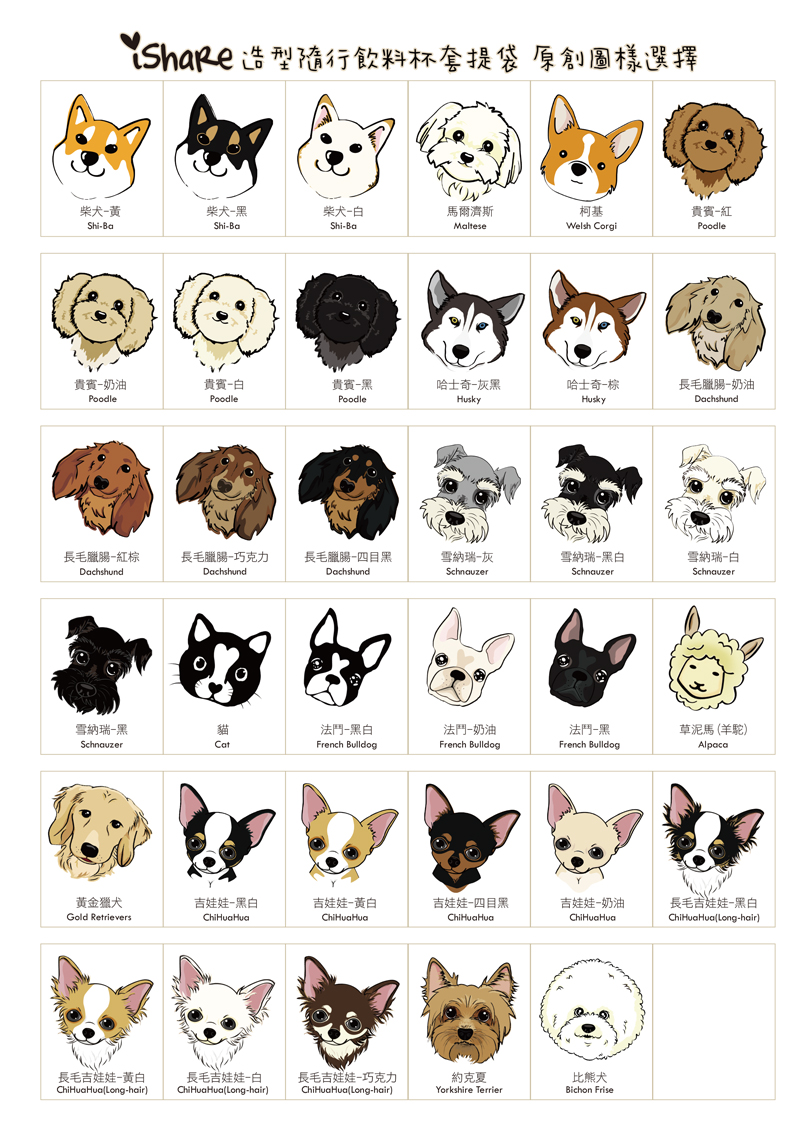 iShaRe 造型隨行飲料杯套提袋 原創圖樣選擇
柴犬-黃
Shi-Ba
柴犬-黑
Shi-Ba
柴犬-白
Shi-Ba
馬爾濟斯
Maltese
柯基
Welsh Corgi
貴賓-紅
Poodle
貴賓-奶油
Poodle
貴賓-白
Poodle
貴賓-黑
Poodle
哈士奇-灰黑
Husky
哈士奇-棕
Husky
長毛臘腸-奶油
Dachshund
長毛臘腸-紅棕
Dachshund
長毛臘腸-巧克力
Dachshund
長毛臘腸-四目黑
Dachshund
雪納瑞-灰
Schnauzer
雪納瑞-黑白
Schnauzer
雪納瑞-白
Schnauzer
雪納瑞-黑
Schnauzer
貓
Cat
法鬥-黑白
French Bulldog
法鬥-奶油
French Bulldog
法鬥-黑
French Bulldog
草泥馬(羊駝)
Alpaca
黃金獵犬
Gold Retrievers
吉娃娃-黑白
ChiHuaHua
吉娃娃-黃白
ChiHuaHua
吉娃娃-四目黑
ChiHuaHua
吉娃娃-奶油
ChiHuaHua
長毛吉娃娃-黑白
ChiHuaHua(Long-hair)
長毛吉娃娃-黃白
ChiHuaHua(Long-hair)
長毛吉娃娃-白
ChiHuaHua(Long-hair)
長毛吉娃娃-巧克力
ChiHuaHua(Long-hair)
約克夏
Yorkshire Terrier
比熊犬
Bichon Frise